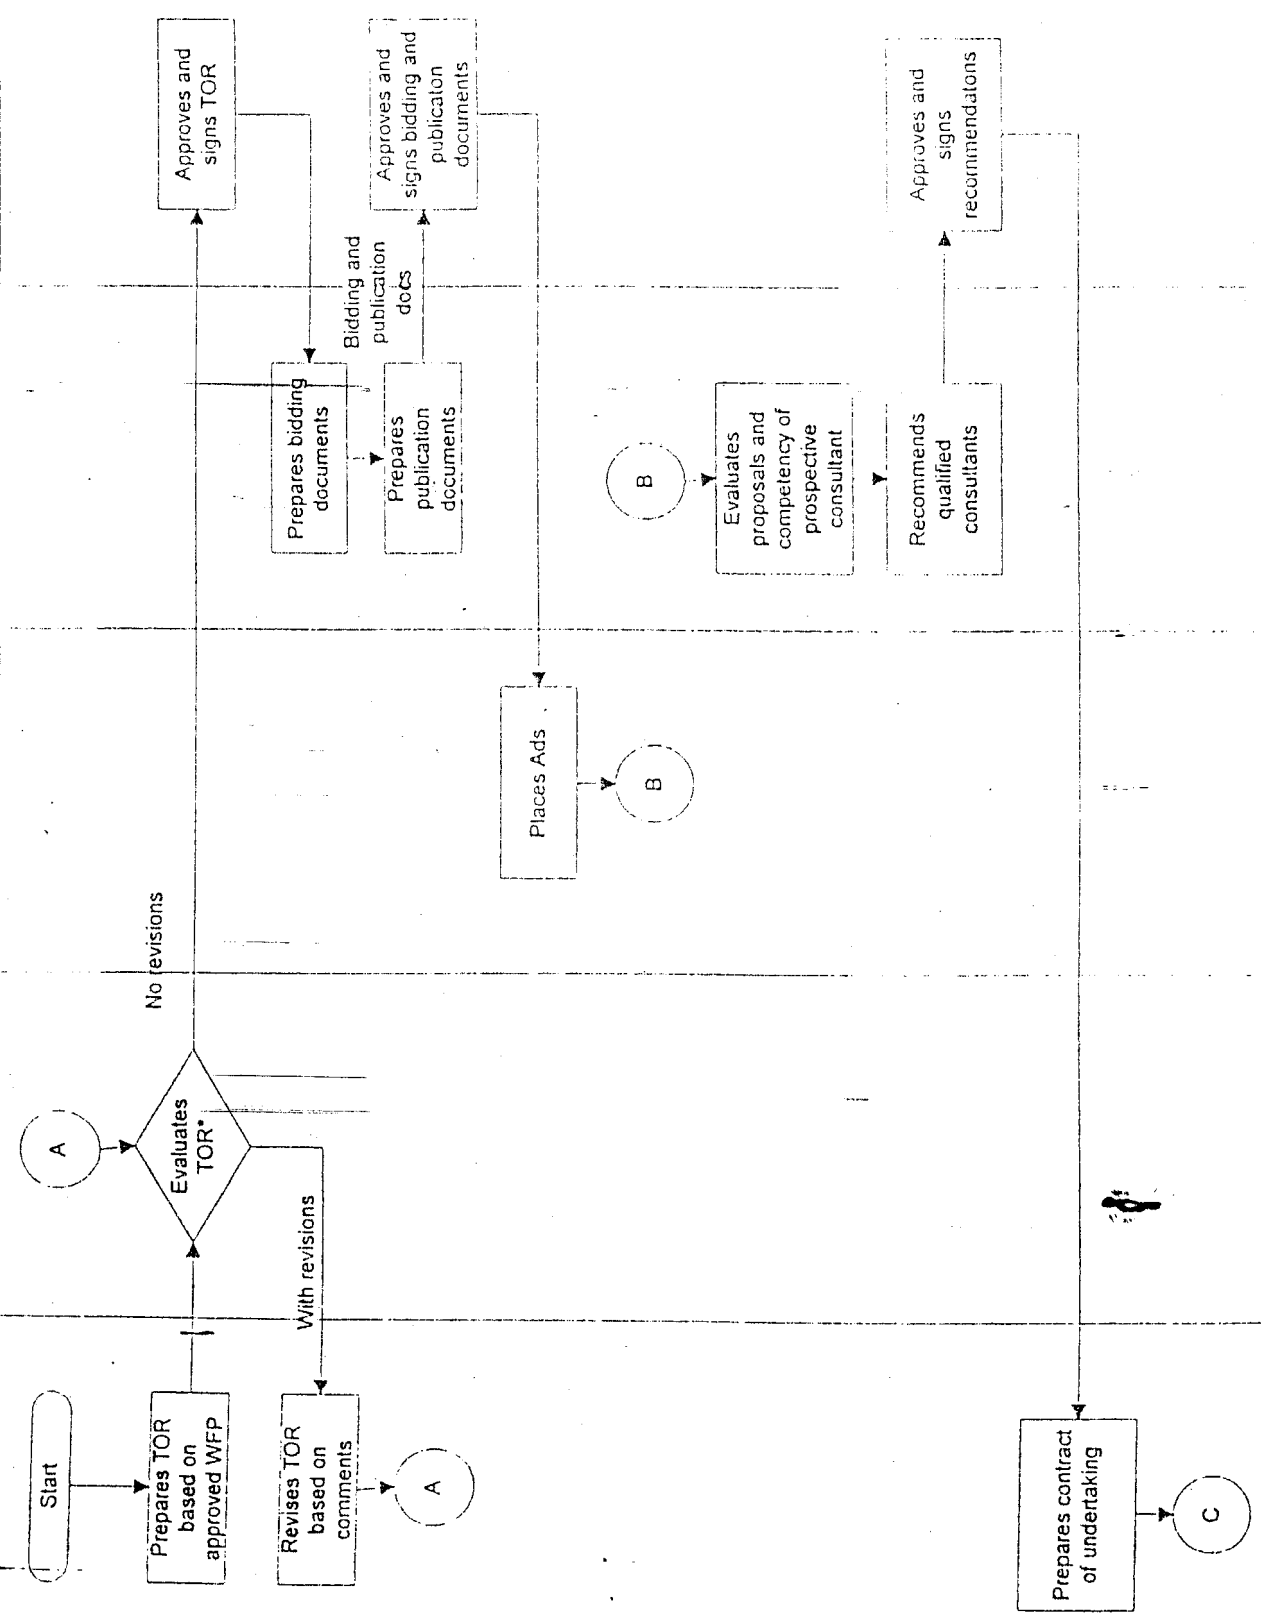 Start
Prepares TOR
based on
approved WFP
A
Evaluates
TOR*
No revisions
With revisions
Revises TOR
based on
comments
A
Approves and
signs TOR
Prepares bidding
documents
Prepares
publication
documents
Bidding and
publication
docs
Approves and
signs bidding and
publicaton
documents
Places Ads
B
B
Evaluates
proposals and
competency of
prospective
consultant
Recommends
qualified
consultants
Approves and
signs
recommendatons
Prepares contract
of undertaking
C